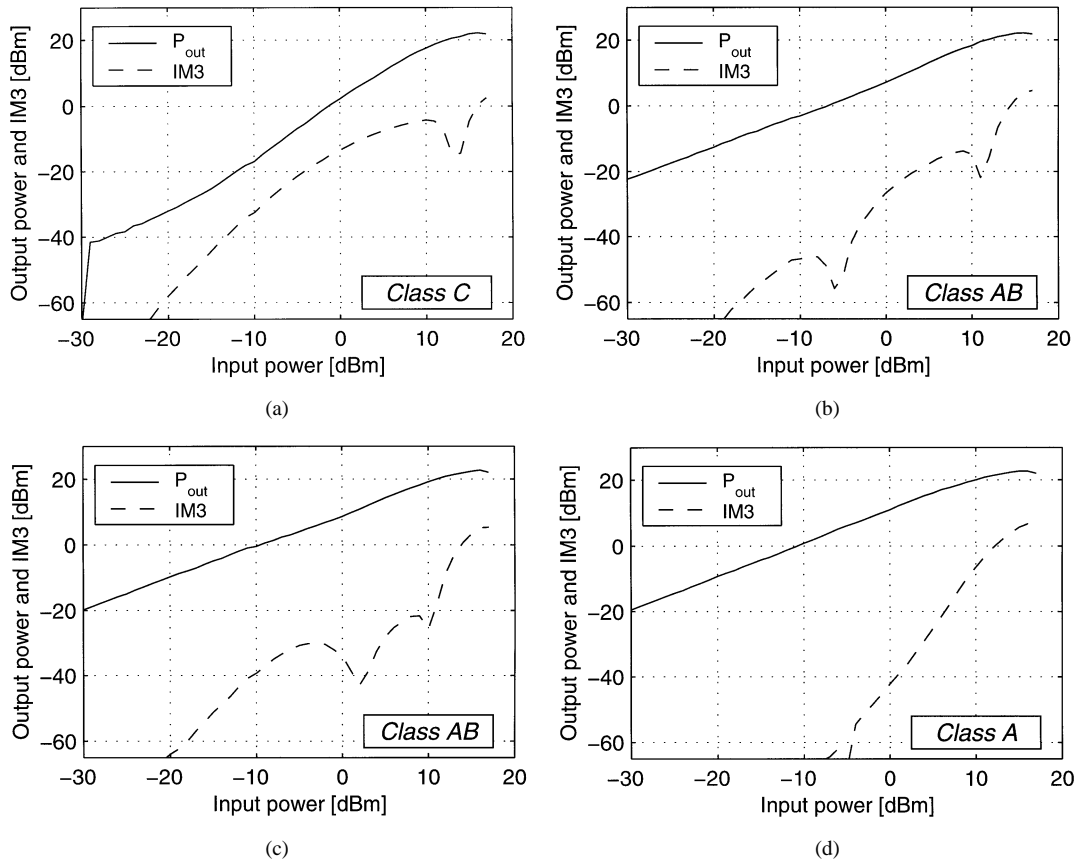 Output power and IM3 [dBm]
20
0
−20
−40
−60
P_out
IM3
Class C
−30 −20 −10 0 10 20
Input power [dBm]
(a)
Output power and IM3 [dBm]
20
0
−20
−40
−60
P_out
IM3
Class AB
−30 −20 −10 0 10 20
Input power [dBm]
(b)
Output power and IM3 [dBm]
20
0
−20
−40
−60
P_out
IM3
Class AB
−30 −20 −10 0 10 20
Input power [dBm]
(c)
Output power and IM3 [dBm]
20
0
−20
−40
−60
P_out
IM3
Class A
−30 −20 −10 0 10 20
Input power [dBm]
(d)